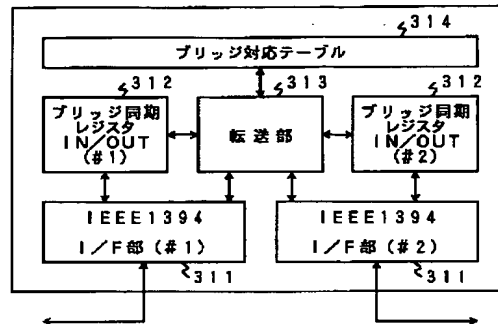 314
ブリッジ対応テーブル
312
313
312
ブリッジ同期
レジスタ
IN/OUT
(#1)
転送部
ブリッジ同期
レジスタ
IN/OUT
(#2)
IEEE1394
I/F部(#1)
IEEE1394
I/F部(#2)
311
311